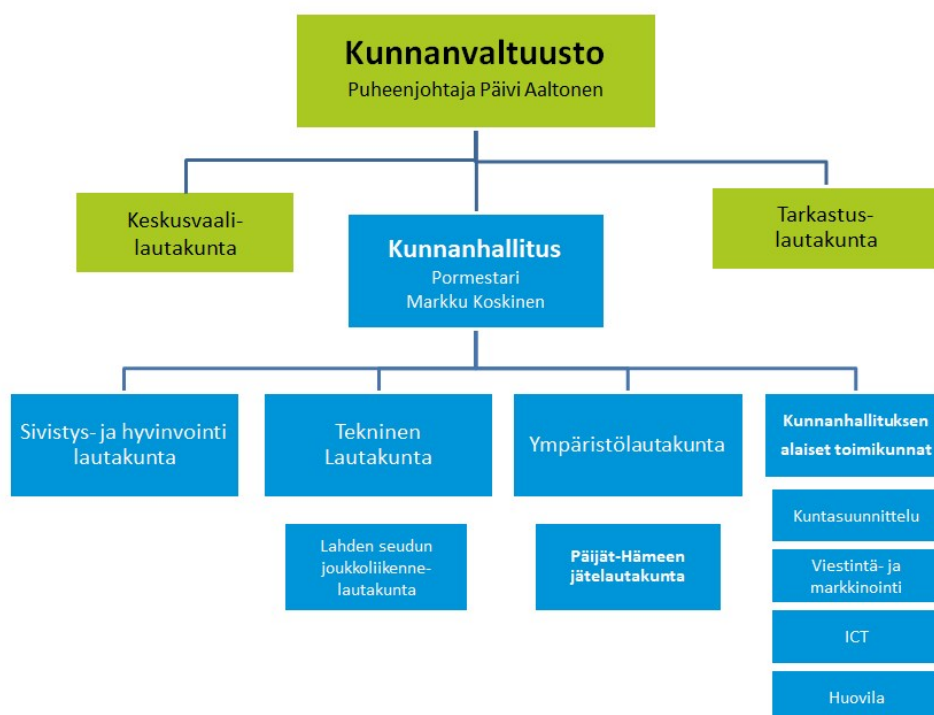 Kunnanvaltuusto
Puheenjohtaja Päivi Aaltonen
Keskusvaali-
lautakunta
Kunnanhallitus
Pormestari
Markku Koskinen
Tarkastus-
lautakunta
Sivistys- ja hyvinvointi
lautakunta
Tekninen
Lautakunta
Ympäristölautakunta
Kunnanhallituksen
alaiset toimikunnat
Lahden seudun
joukkoliikenne-
lautakunta
Päijät-Hämeen
jätelautakunta
Kuntasuunnittelu
Viestintä- ja
markkinointi
ICT
Huovila